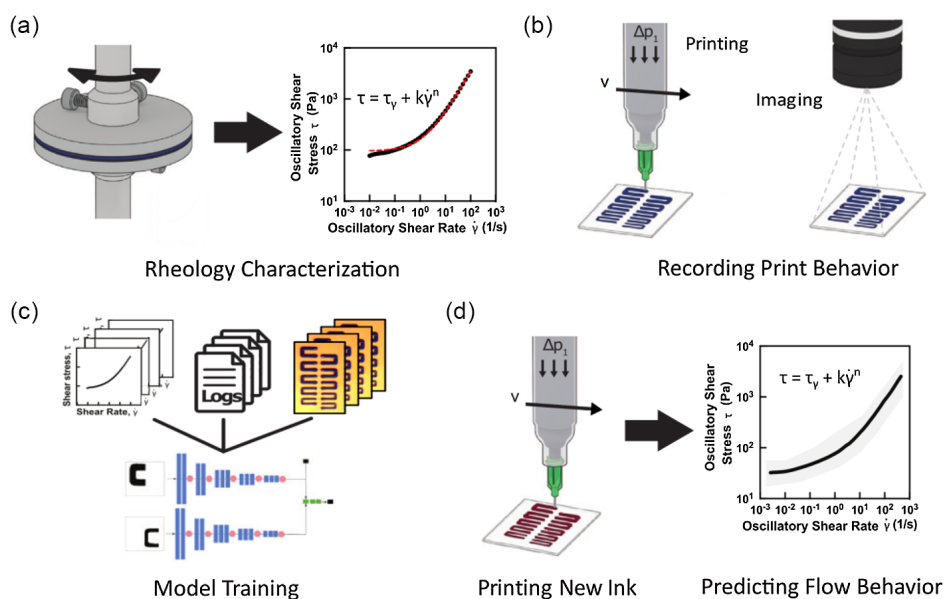 (a)
Oscillatory Shear
Stress τ (Pa)
10⁴
10³
10²
10¹
τ = τᵧ + kγ̇ⁿ
10⁻³ 10⁻² 10⁻¹ 10⁰ 10¹ 10² 10³
Oscillatory Shear Rate γ̇ (1/s)
Rheology Characterization
(b)
Δp₁
Printing
v
Imaging
Recording Print Behavior
(c)
Shear stress, τ
Shear Rate, γ̇
Logs
Model Training
(d)
Δp₁
v
Printing New Ink
Oscillatory Shear
Stress τ (Pa)
10⁴
10³
10²
10¹
τ = τᵧ + kγ̇ⁿ
10⁻³ 10⁻² 10⁻¹ 10⁰ 10¹ 10² 10³
Oscillatory Shear Rate γ̇ (1/s)
Predicting Flow Behavior